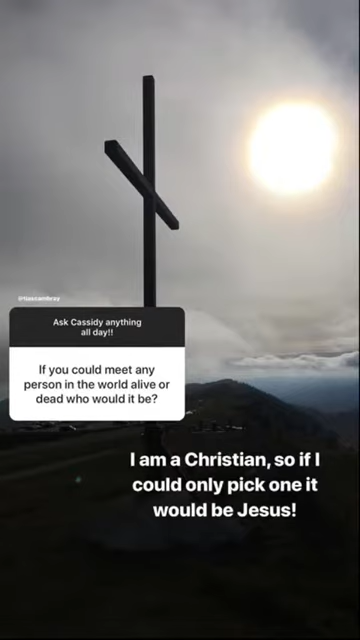 Ask Cassidy anything
all day!!
If you could meet any
person in the world alive or
dead who would it be?
I am a Christian, so if I
could only pick one it
would be Jesus!